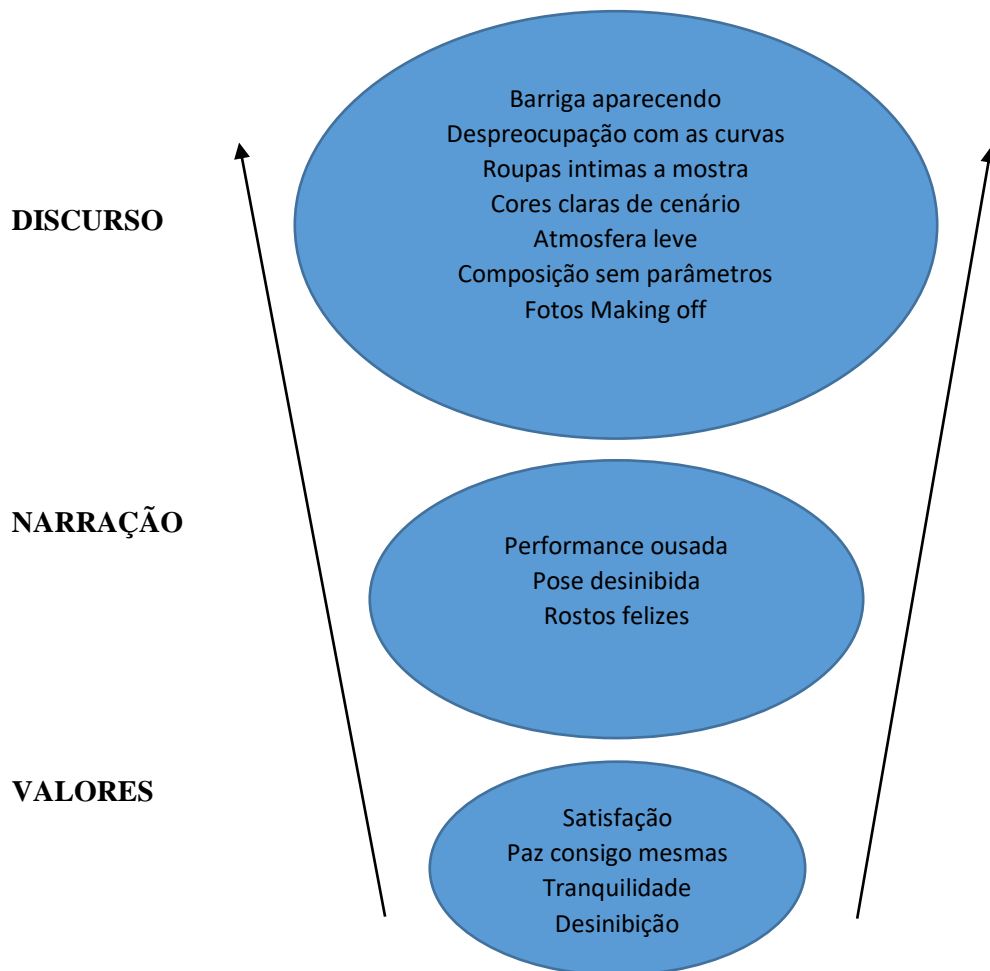 DISCURSO
Barriga aparecendo
Despreocupação com as curvas
Roupas intimas a mostra
Cores claras de cenário
Atmosfera leve
Composição sem parâmetros
Fotos Making off
NARRAÇÃO
Performance ousada
Pose desinibida
Rostos felizes
VALORES
Satisfação
Paz consigo mesmas
Tranquilidade
Desinibição